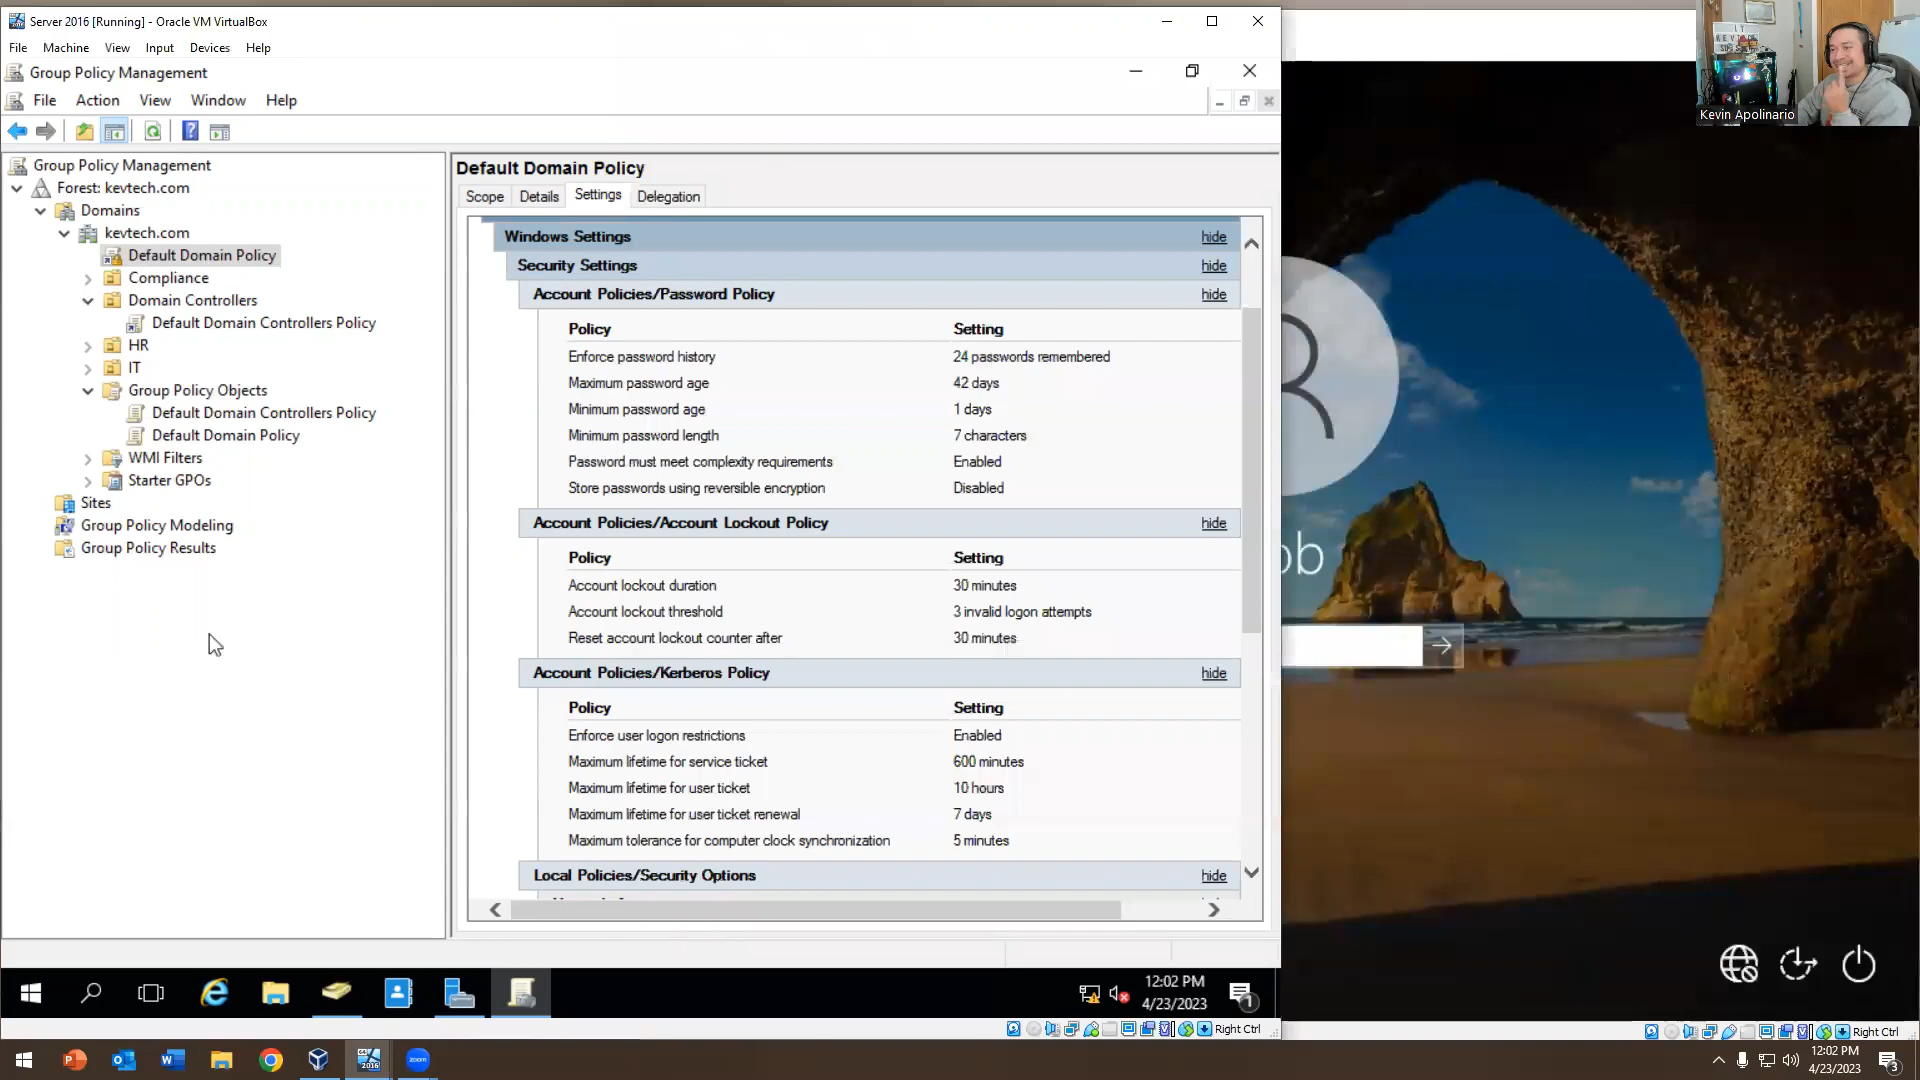 Server 2016 [Running] - Oracle VM VirtualBox
File Machine View Input Devices Help
Group Policy Management
File Action View Window Help
Group Policy Management
Forest: kevtech.com
Domains
kevtech.com
Default Domain Policy
Compliance
Domain Controllers
Default Domain Controllers Policy
HR
IT
Group Policy Objects
Default Domain Controllers Policy
Default Domain Policy
WMI Filters
Starter GPOs
Sites
Group Policy Modeling
Group Policy Results
Default Domain Policy
Scope Details Settings Delegation
Windows Settings hide
Security Settings hide
Account Policies/Password Policy hide
Policy Setting
Enforce password history 24 passwords remembered
Maximum password age 42 days
Minimum password age 1 days
Minimum password length 7 characters
Password must meet complexity requirements Enabled
Store passwords using reversible encryption Disabled
Account Policies/Account Lockout Policy hide
Policy Setting
Account lockout duration 30 minutes
Account lockout threshold 3 invalid logon attempts
Reset account lockout counter after 30 minutes
Account Policies/Kerberos Policy hide
Policy Setting
Enforce user logon restrictions Enabled
Maximum lifetime for service ticket 600 minutes
Maximum lifetime for user ticket 10 hours
Maximum lifetime for user ticket renewal 7 days
Maximum tolerance for computer clock synchronization 5 minutes
Local Policies/Security Options hide
12:02 PM
4/23/2023
1
Right Ctrl
Kevin Apolinario
R
ob
Right Ctrl
2016
zoom
12:02 PM
4/23/2023
3